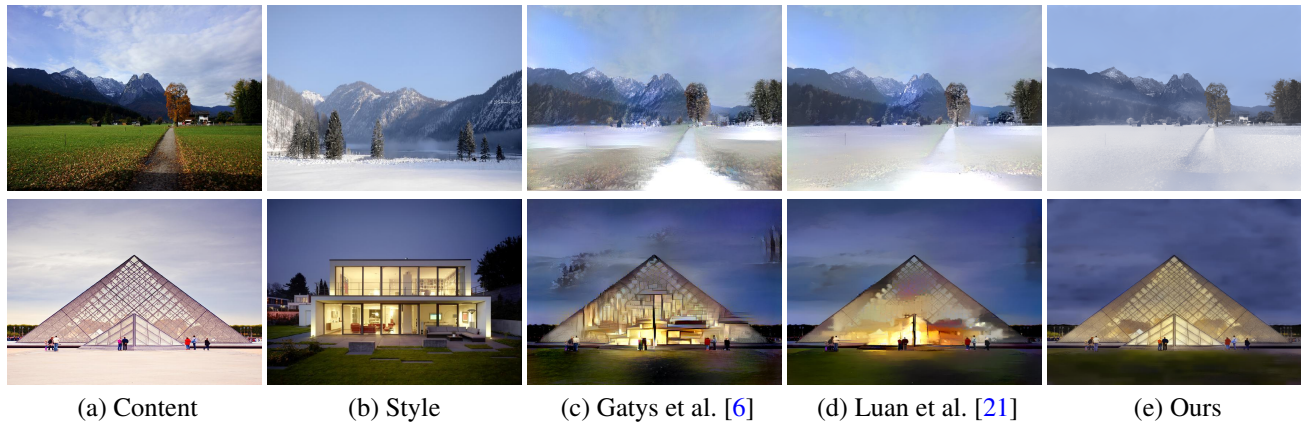 (a) Content
(b) Style
(c) Gatys et al. [6]
(d) Luan et al. [21]
(e) Ours